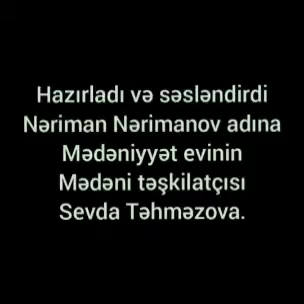 Hazırladı və səsləndirdi
Nəriman Nərimanov adına
Mədəniyyət evinin
Mədəni təşkilatçısı
Sevda Təhməzova.